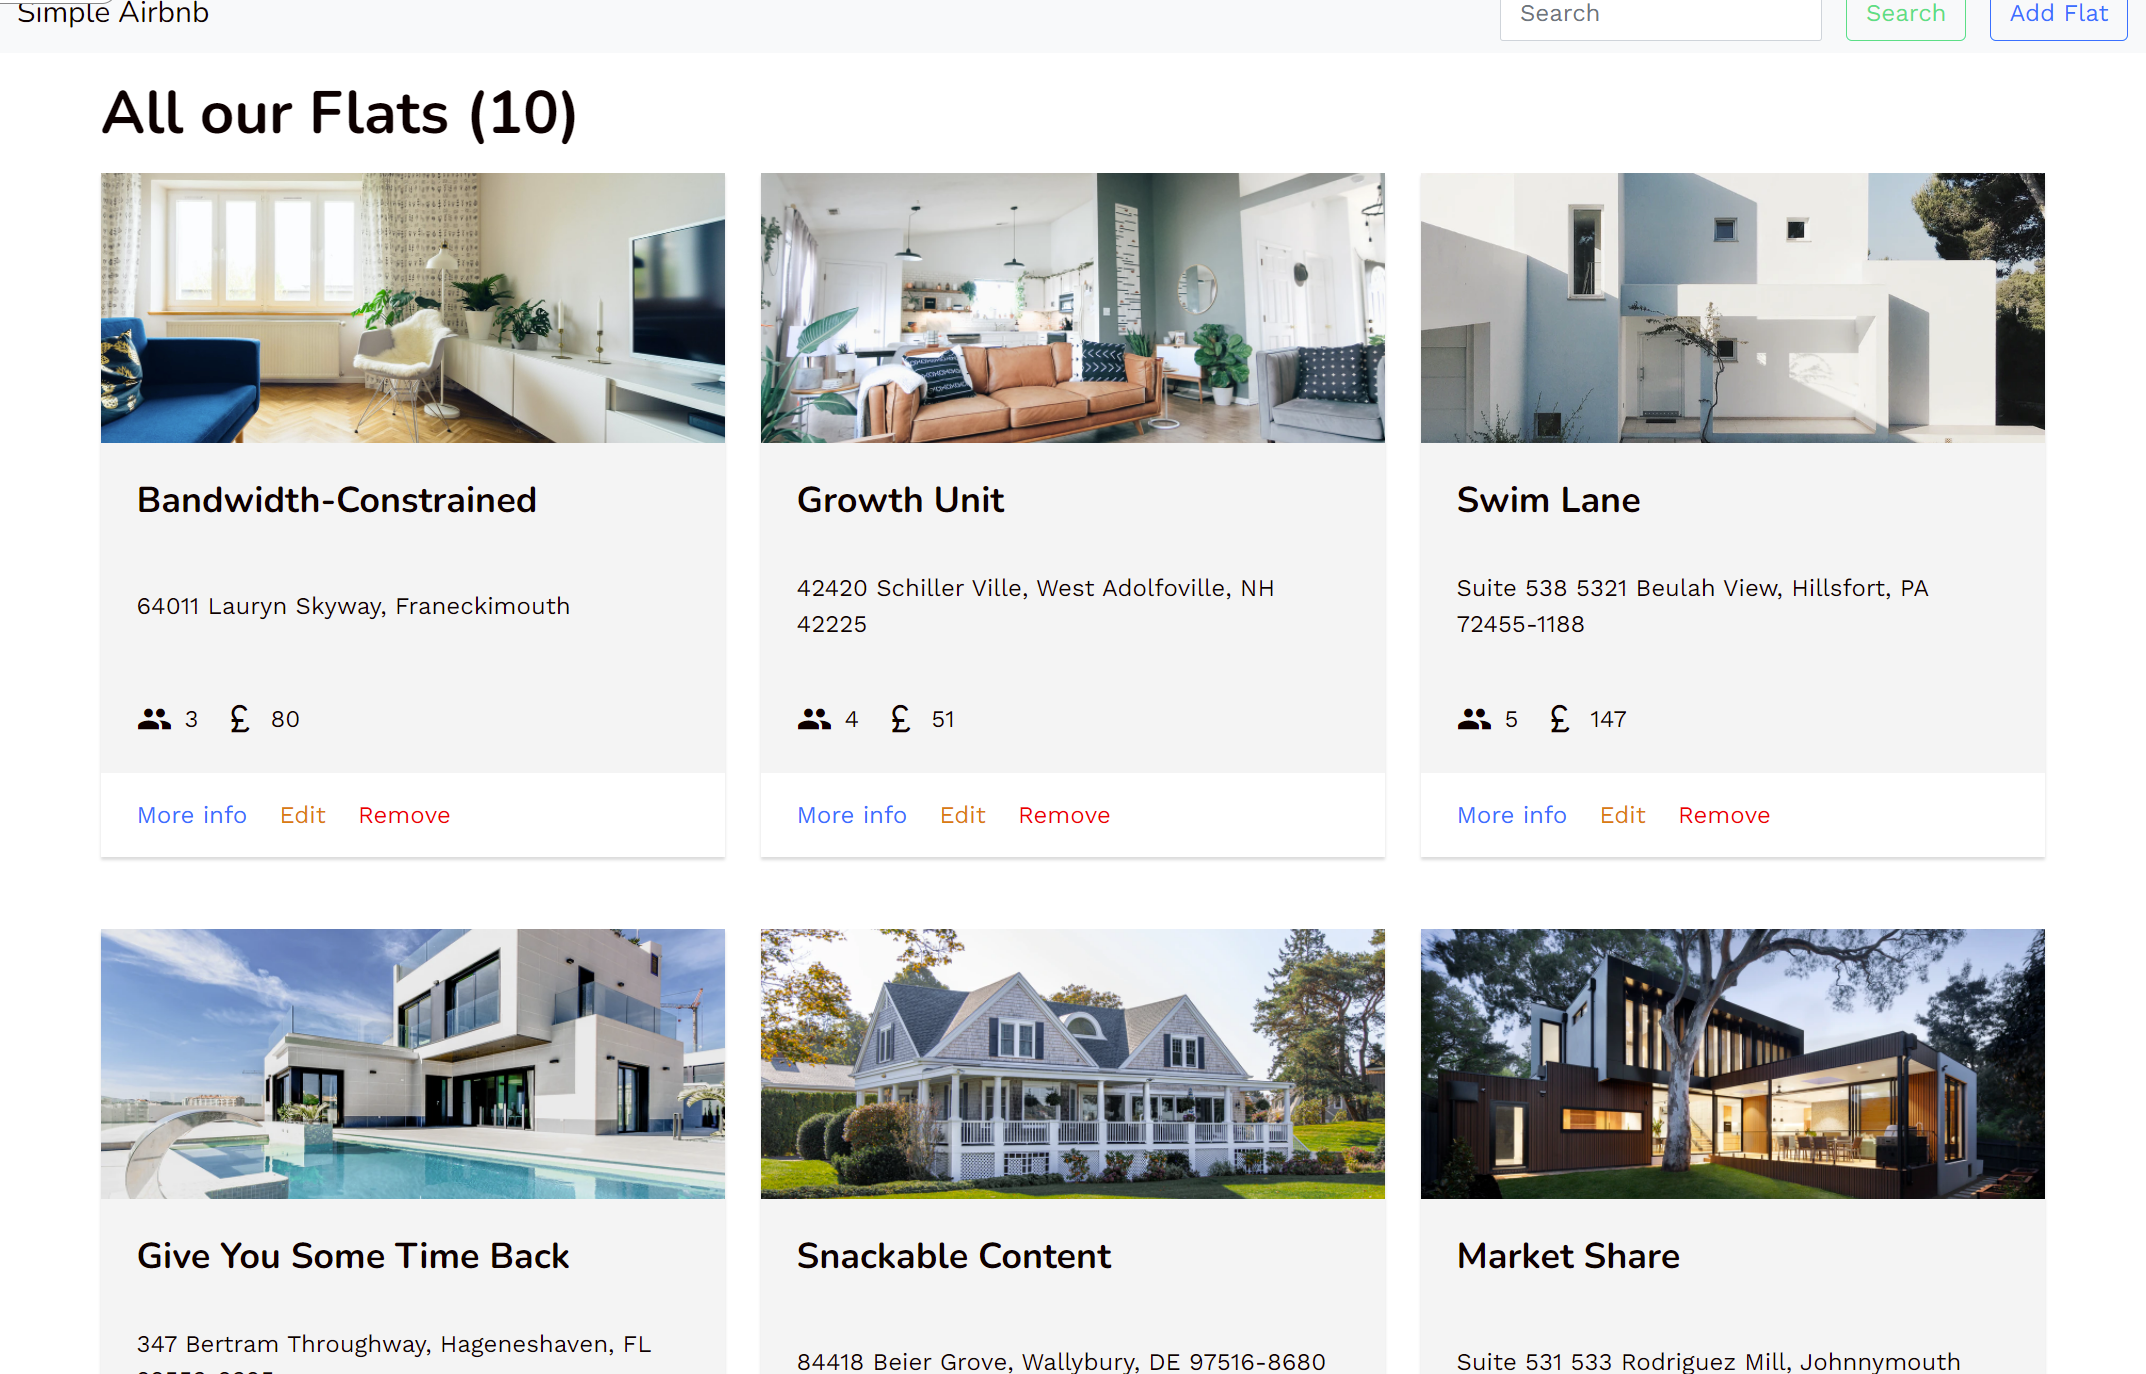 Simple Airbnb
Search
Search
Add Flat
All our Flats (10)
Bandwidth-Constrained
64011 Lauryn Skyway, Franeckimouth
3 £ 80
More info Edit Remove
Growth Unit
42420 Schiller Ville, West Adolfoville, NH
42225
4 £ 51
More info Edit Remove
Swim Lane
Suite 538 5321 Beulah View, Hillsfort, PA
72455-1188
5 £ 147
More info Edit Remove
Give You Some Time Back
347 Bertram Throughway, Hageneshaven, FL
Snackable Content
84418 Beier Grove, Wallybury, DE 97516-8680
Market Share
Suite 531 533 Rodriguez Mill, Johnnymouth